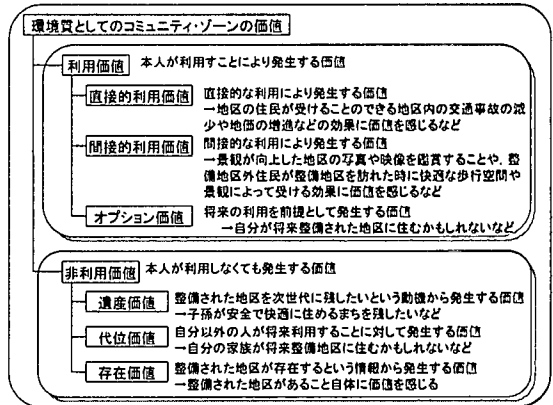 環境質としてのコミュニティ・ゾーンの価値
利用価値 本人が利用すことにより発生する価値
直接的利用価値 直接的な利用により発生する価値
→地区の住民が受けることのできる地区内の交通事故の減
少や地価の増進などの効果に価値を感じるなど
間接的利用価値 間接的な利用により発生する価値
→景観が向上した地区の写真や映像を鑑賞することや、整
備地区外住民が整備地区を訪れた時に快適な歩行空間や
景観によって受ける効果に価値を感じるなど
オプション価値 将来の利用を前提として発生する価値
→自分が将来整備された地区に住むかもしれないなど
非利用価値 本人が利用しなくても発生する価値
遺産価値 整備された地区を次世代に残したいという動機から発生する価値
→子孫が安全で快適に住めるまちを残したいなど
代位価値 自分以外の人が将来利用することに対して発生する価値
→自分の家族が将来整備地区に住むかもしれないなど
存在価値 整備された地区が存在するという情報から発生する価値
→整備された地区があること自体に価値を感じる